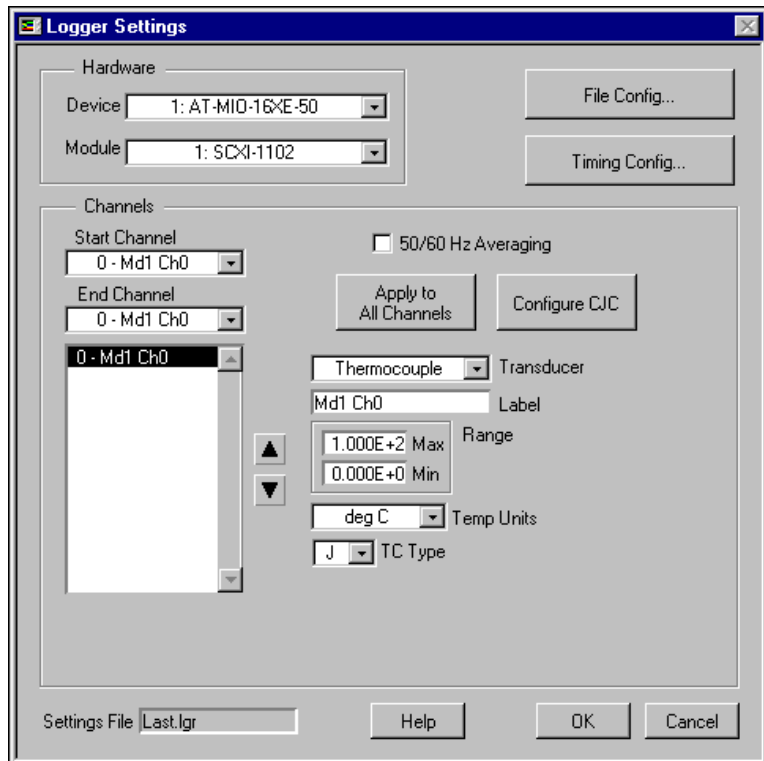 Logger Settings
Hardware
Device 1: AT-MIO-16XE-50
Module 1: SCXI-1102
File Config...
Timing Config...
Channels
Start Channel
0 - Md1 Ch0
End Channel
0 - Md1 Ch0
0 - Md1 Ch0
50/60 Hz Averaging
Apply to
All Channels
Configure CJC
Thermocouple Transducer
Md1 Ch0 Label
Range
1.000E+2 Max
0.000E+0 Min
deg C Temp Units
J TC Type
Settings File Last.lgr
Help
OK
Cancel